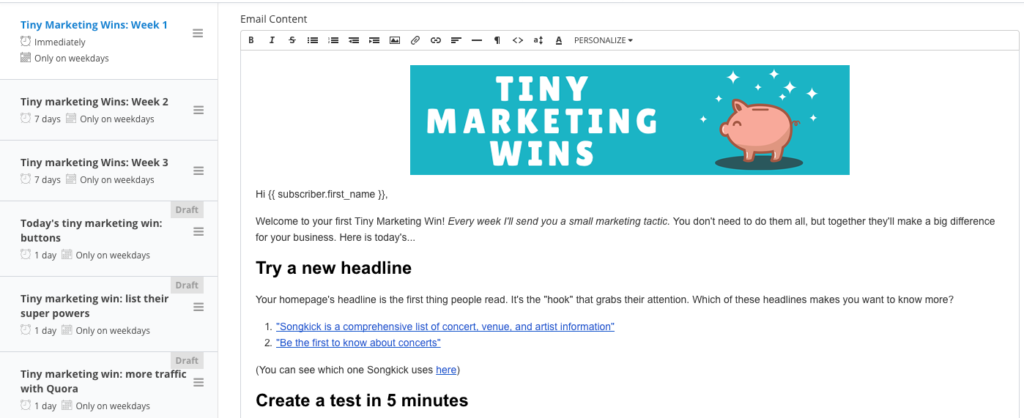 Tiny Marketing Wins: Week 1
Immediately
Only on weekdays
Tiny marketing Wins: Week 2
7 days Only on weekdays
Tiny marketing Wins: Week 3
7 days Only on weekdays
Draft
Today's tiny marketing win:
buttons
1 day Only on weekdays
Draft
Tiny marketing win: list their
super powers
1 day Only on weekdays
Draft
Tiny marketing win: more traffic
with Quora
1 day Only on weekdays
Email Content
B I S PERSONALIZE
TINY
MARKETING
WINS
Hi {{ subscriber.first_name }},
Welcome to your first Tiny Marketing Win! Every week I'll send you a small marketing tactic. You don't need to do them all, but together they'll make a big difference
for your business. Here is today's...
Try a new headline
Your homepage's headline is the first thing people read. It's the "hook" that grabs their attention. Which of these headlines makes you want to know more?
1. "Songkick is a comprehensive list of concert, venue, and artist information"
2. "Be the first to know about concerts"
(You can see which one Songkick uses here)
Create a test in 5 minutes